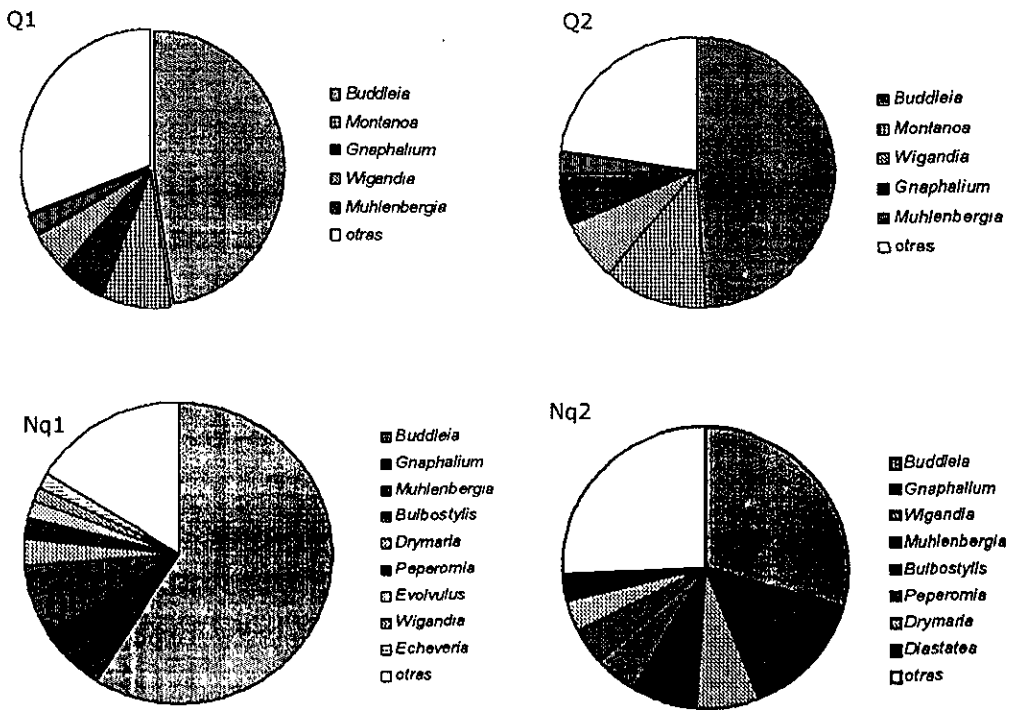 Q1
Buddleia
Montanoa
Gnaphalium
Wigandia
Muhlenbergia
otras
Q2
Buddleia
Montanoa
Wigandia
Gnaphalium
Muhlenbergia
otras
Nq1
Buddleia
Gnaphalium
Muhlenbergia
Bulbostylis
Drymaria
Peperomia
Evolvulus
Wigandia
Echeveria
otras
Nq2
Buddleia
Gnaphalium
Wigandia
Muhlenbergia
Bulbostylis
Peperomia
Drymaria
Diastatea
otras